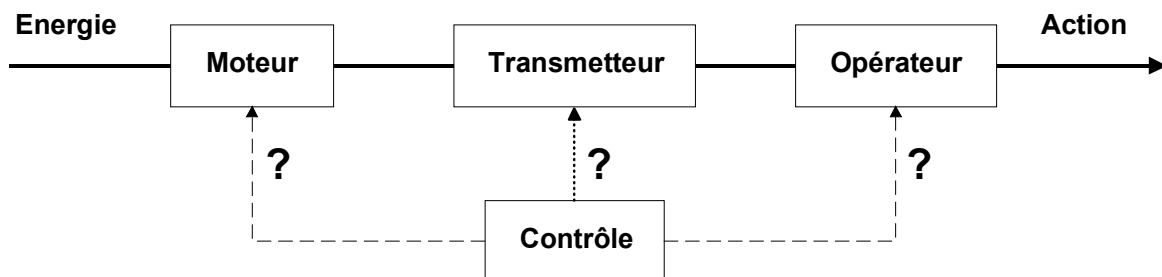 Energie
Action
Moteur
Transmetteur
Opérateur
?
?
?
Contrôle